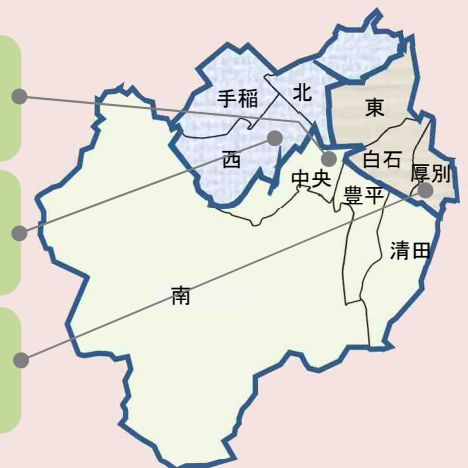 手稲
北
東
西
中央
白石
厚別
豊平
清田
南